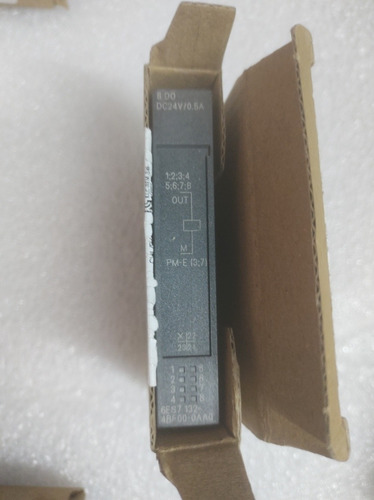 8 DO
DC24V/0.5A
1;2;3;4
5;6;7;8
OUT
M
PM-E (3;7)
X
1 5
2 6
3 7
4 8
6ES7 132-
4BF00-0AA0